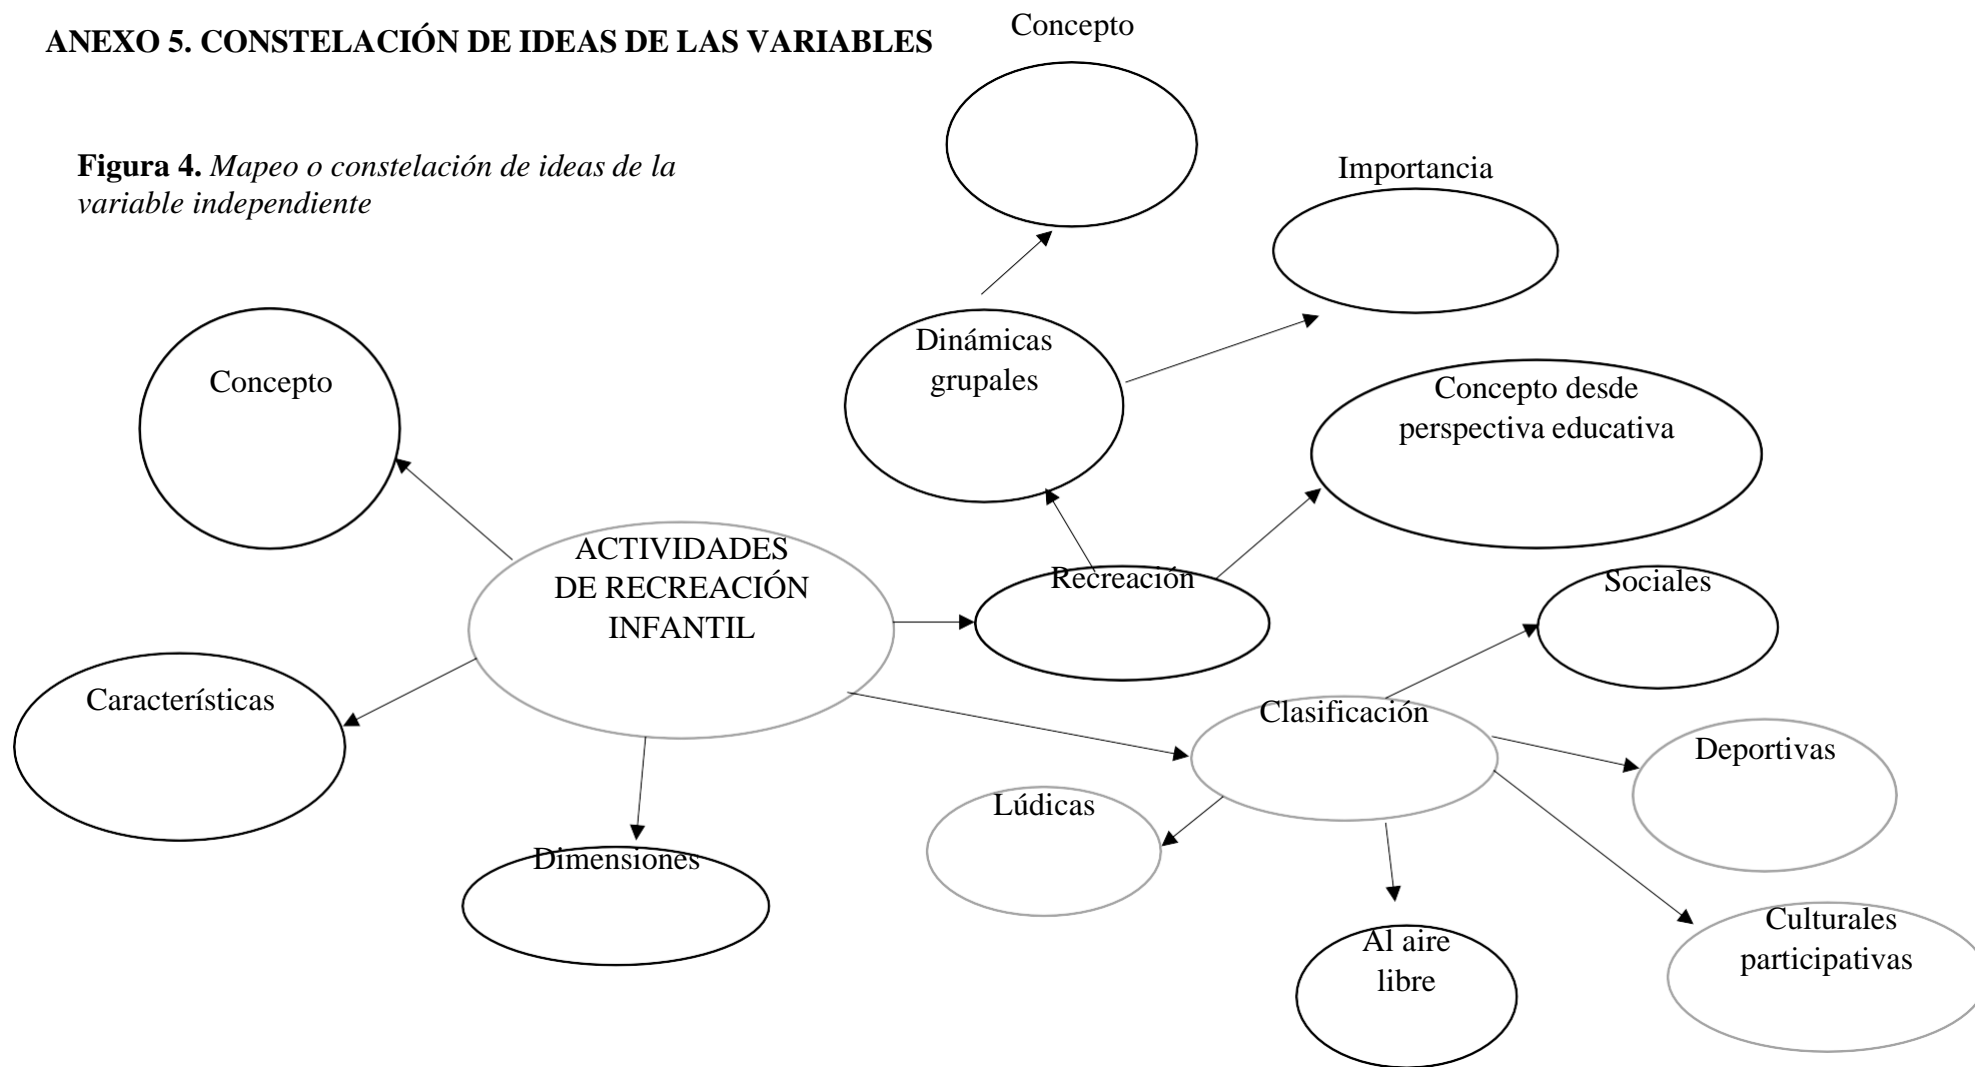 ANEXO 5. CONSTELACIÓN DE IDEAS DE LAS VARIABLES
Concepto
Figura 4. Mapeo o constelación de ideas de la
variable independiente
Importancia
Dinámicas
grupales
Concepto
Concepto desde
perspectiva educativa
ACTIVIDADES
DE RECREACIÓN
INFANTIL
Recreación
Sociales
Características
Clasificación
Deportivas
Lúdicas
Dimensiones
Culturales
participativas
Al aire
libre